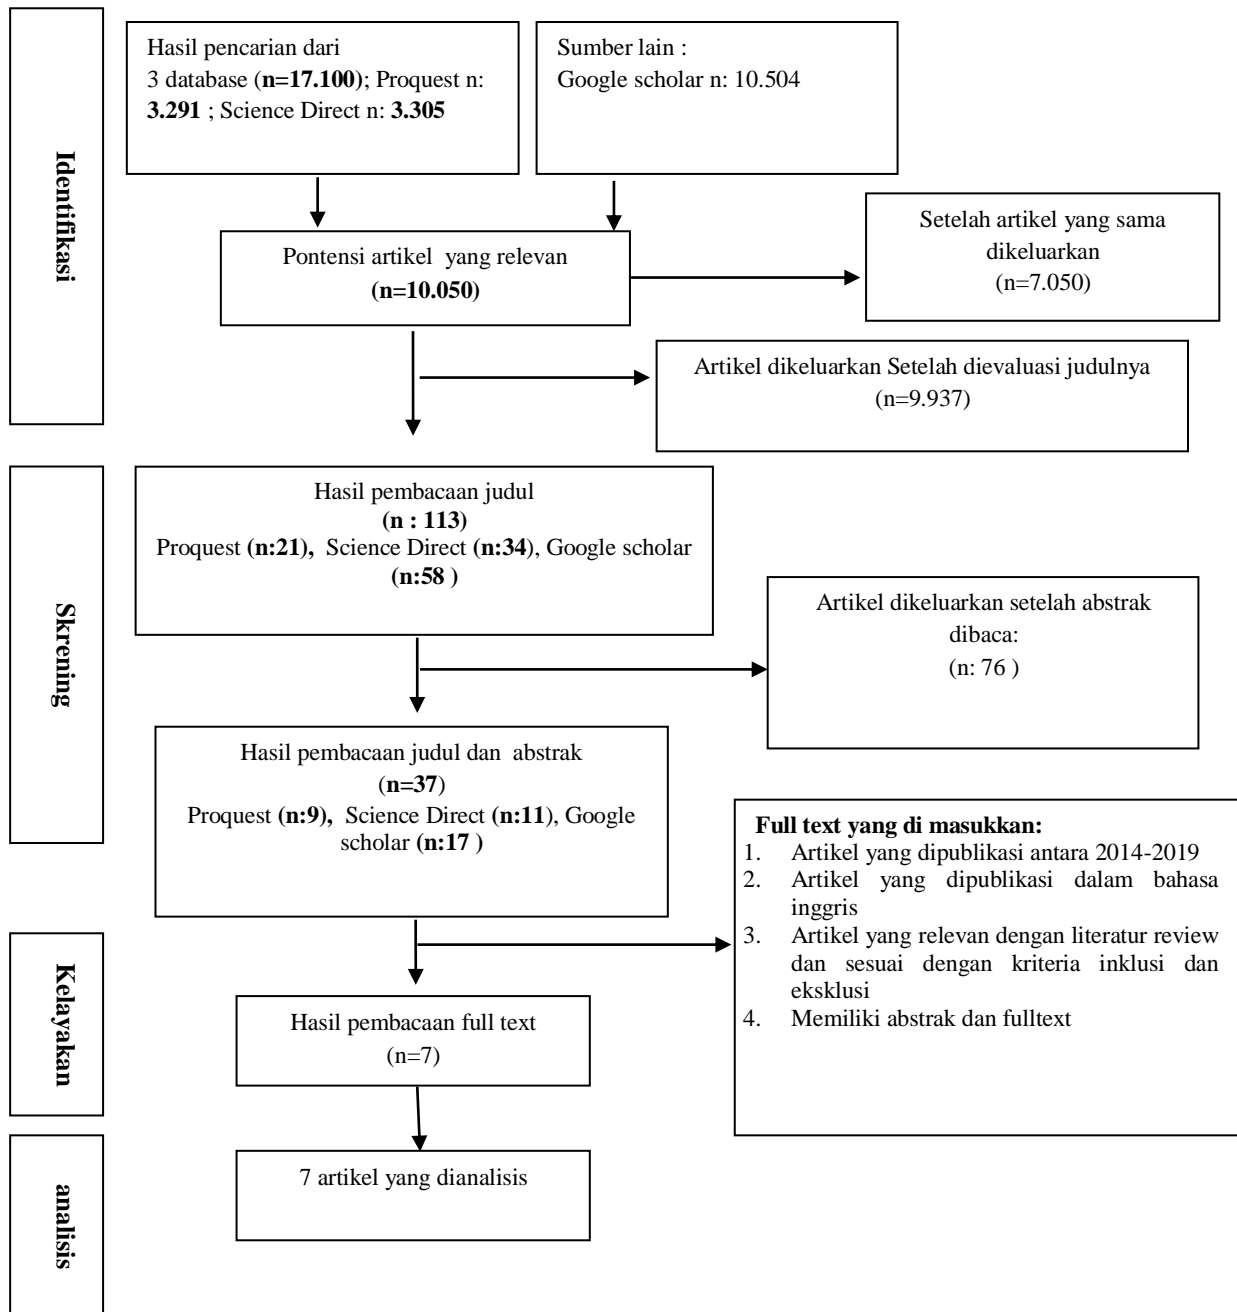 Identifikasi
Hasil pencarian dari
3 database (n=17.100); Proquest n:
3.291 ; Science Direct n: 3.305
Sumber lain :
Google scholar n: 10.504
Pontensi artikel yang relevan
(n=10.050)
Setelah artikel yang sama
dikeluarkan
(n=7.050)
Artikel dikeluarkan Setelah dievaluasi judulnya
(n=9.937)
Skrening
Hasil pembacaan judul
(n : 113)
Proquest (n:21), Science Direct (n:34), Google scholar
(n:58 )
Artikel dikeluarkan setelah abstrak
dibaca:
(n: 76 )
Hasil pembacaan judul dan abstrak
(n=37)
Proquest (n:9), Science Direct (n:11), Google
scholar (n:17 )
Full text yang di masukkan:
1. Artikel yang dipublikasi antara 2014-2019
2. Artikel yang dipublikasi dalam bahasa
inggris
3. Artikel yang relevan dengan literatur review
dan sesuai dengan kriteria inklusi dan
eksklusi
4. Memiliki abstrak dan fulltext
Kelayakan
Hasil pembacaan full text
(n=7)
analisis
7 artikel yang dianalisis